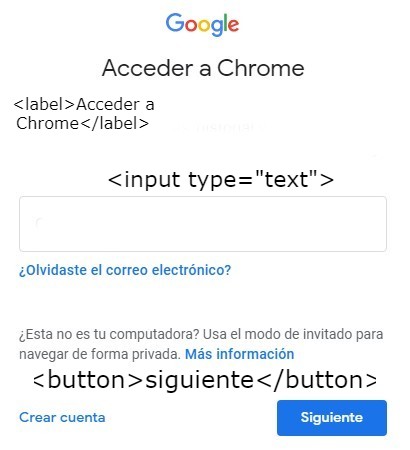 Google
Acceder a Chrome
<label>Acceder a
Chrome</label>
<input type="text">
¿Olvidaste el correo electrónico?
¿Esta no es tu computadora? Usa el modo de invitado para
navegar de forma privada. Más información
<button>siguiente</button>
Crear cuenta
Siguiente